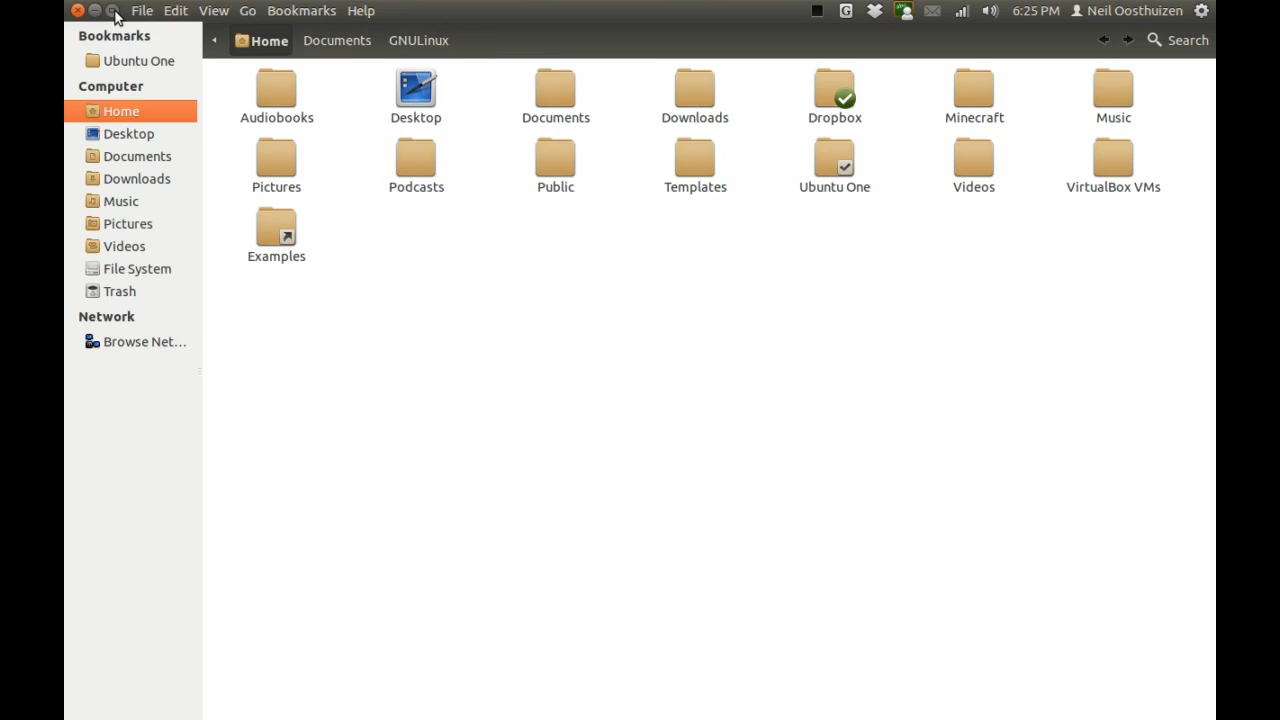 File Edit View Go Bookmarks Help
G 6:25 PM Neil Oosthuizen
Bookmarks
Ubuntu One
Computer
Home
Desktop
Documents
Downloads
Music
Pictures
Videos
File System
Trash
Network
Browse Net...
Home Documents GNULinux Search
Audiobooks Desktop Documents Downloads Dropbox Minecraft Music
Pictures Podcasts Public Templates Ubuntu One Videos VirtualBox VMs
Examples